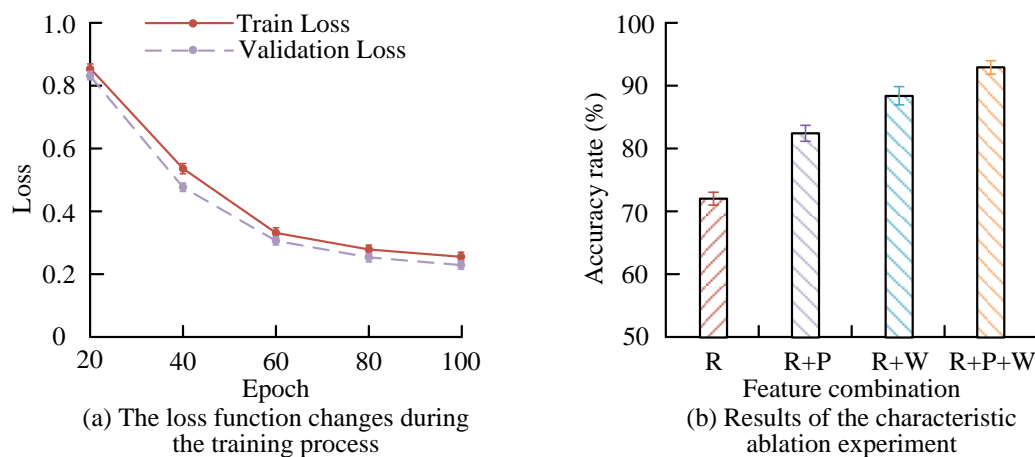 1.0
0.8
0.6
0.4
0.2
0
Loss
Train Loss
Validation Loss
20 40 60 80 100
Epoch
(a) The loss function changes during
the training process
100
90
80
70
60
50
Accuracy rate (%)
R R+P R+W R+P+W
Feature combination
(b) Results of the characteristic
ablation experiment